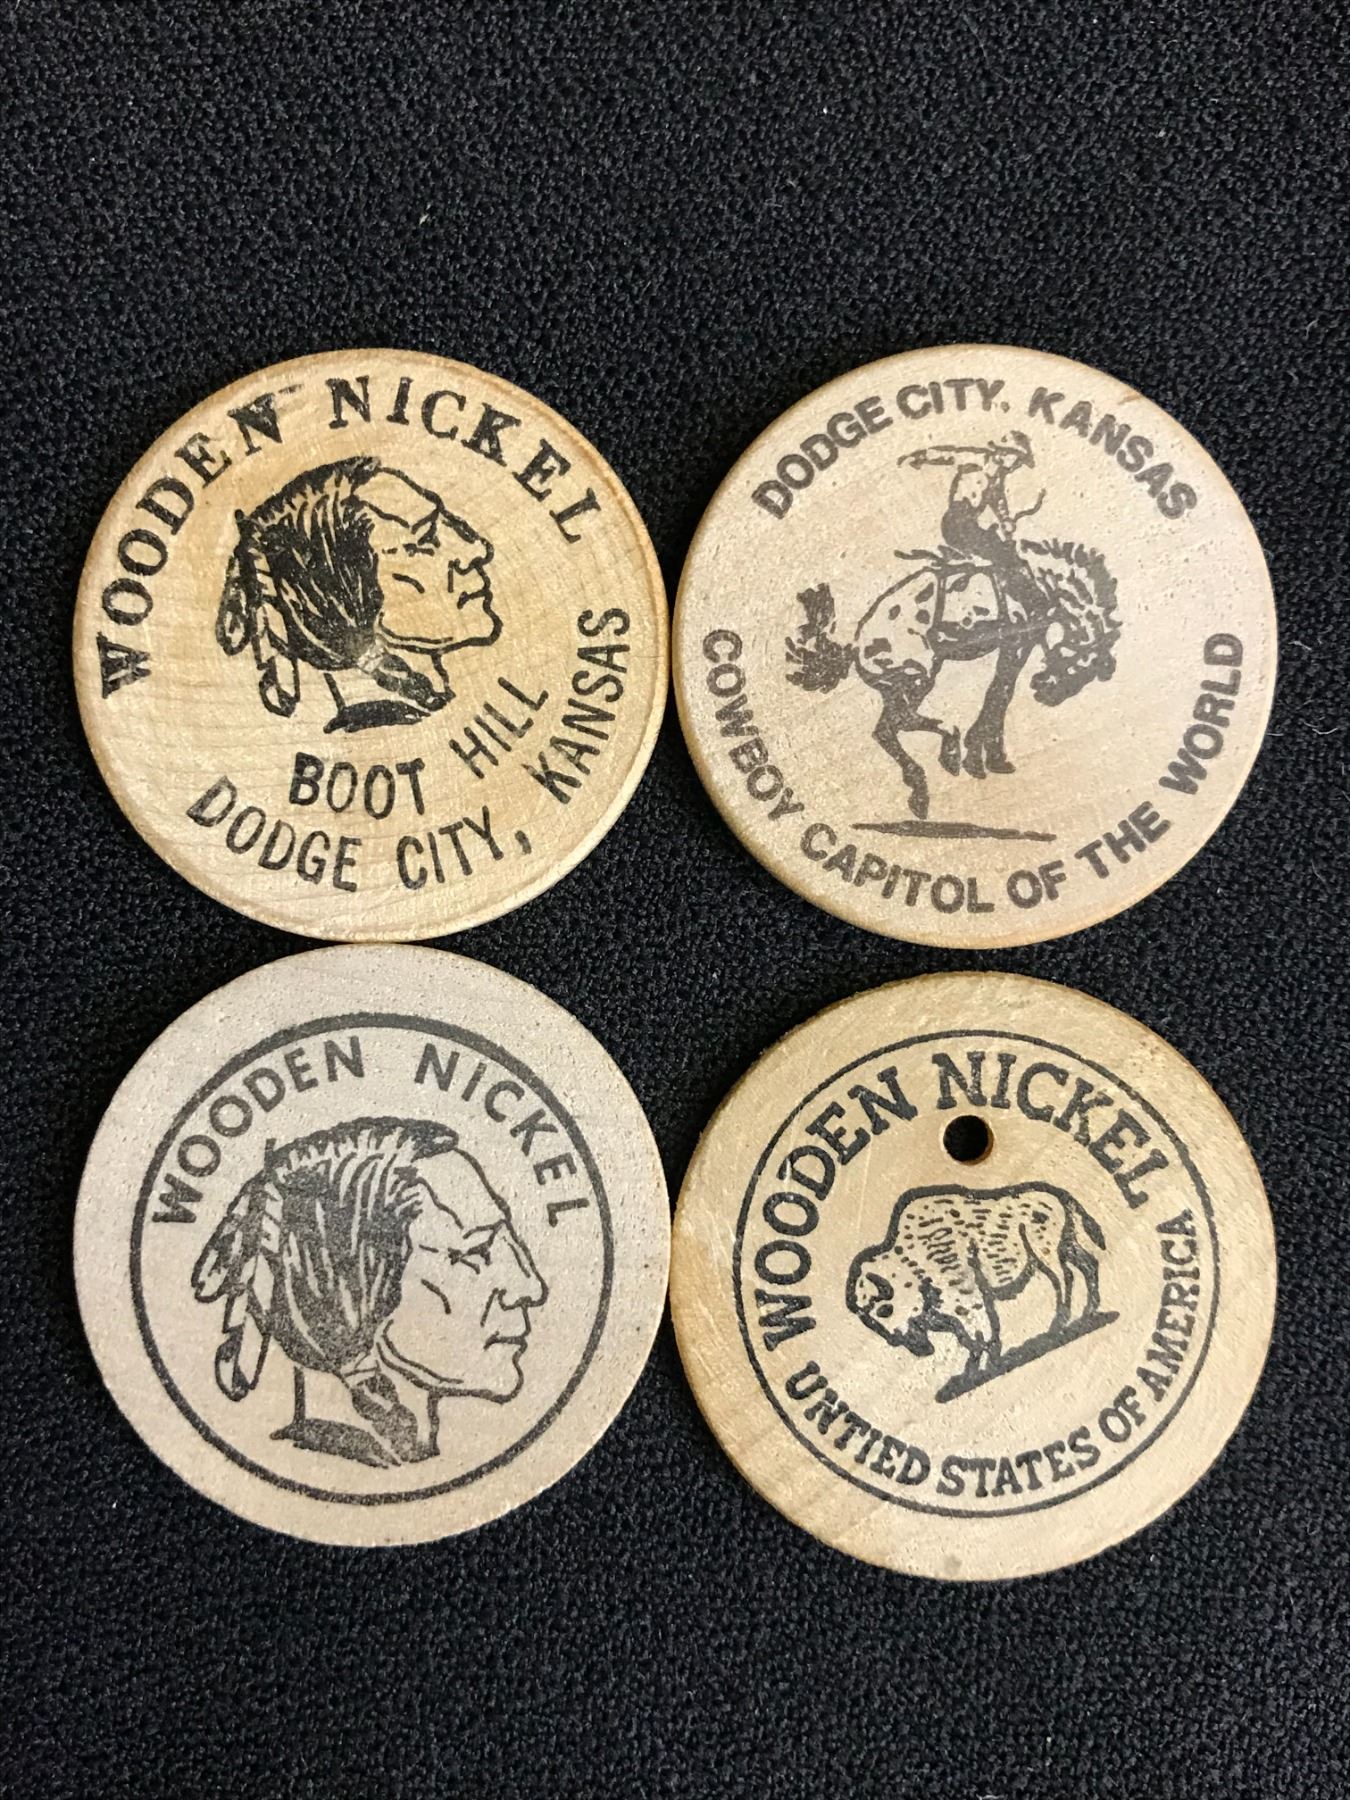 WOODEN NICKEL
BOOT HILL
DODGE CITY, KANSAS
DODGE CITY, KANSAS
COWBOY CAPITOL OF THE WORLD
WOODEN NICKEL
WOODEN NICKEL
UNTIED STATES OF AMERICA